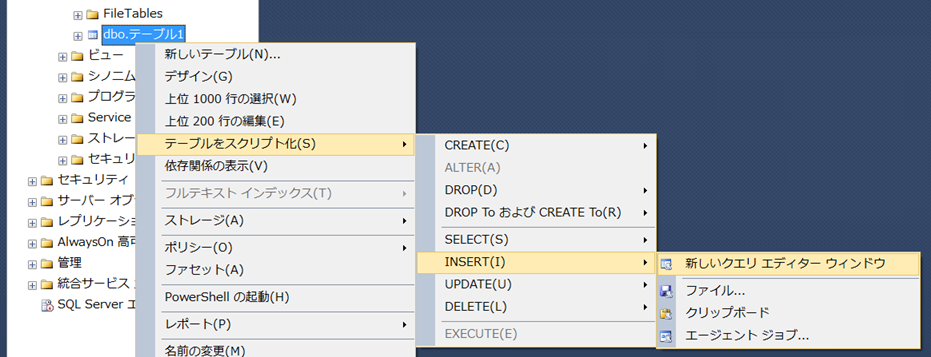 FileTables
dbo.テーブル1
ビュー
シノニム
プログラ
Service
ストレー
セキュリ
セキュリティ
サーバー オブ
レプリケーショ
AlwaysOn 高可
管理
統合サービス
SQL Server エ
新しいテーブル(N)...
デザイン(G)
上位 1000 行の選択(W)
上位 200 行の編集(E)
テーブルをスクリプト化(S)
依存関係の表示(V)
フルテキスト インデックス(T)
ストレージ(A)
ポリシー(O)
ファセット(A)
PowerShell の起動(H)
レポート(P)
名前の変更(M)
CREATE(C)
ALTER(A)
DROP(D)
DROP To および CREATE To(R)
SELECT(S)
INSERT(I)
UPDATE(U)
DELETE(L)
EXECUTE(E)
新しいクエリ エディター ウィンドウ
ファイル...
クリップボード
エージェント ジョブ...